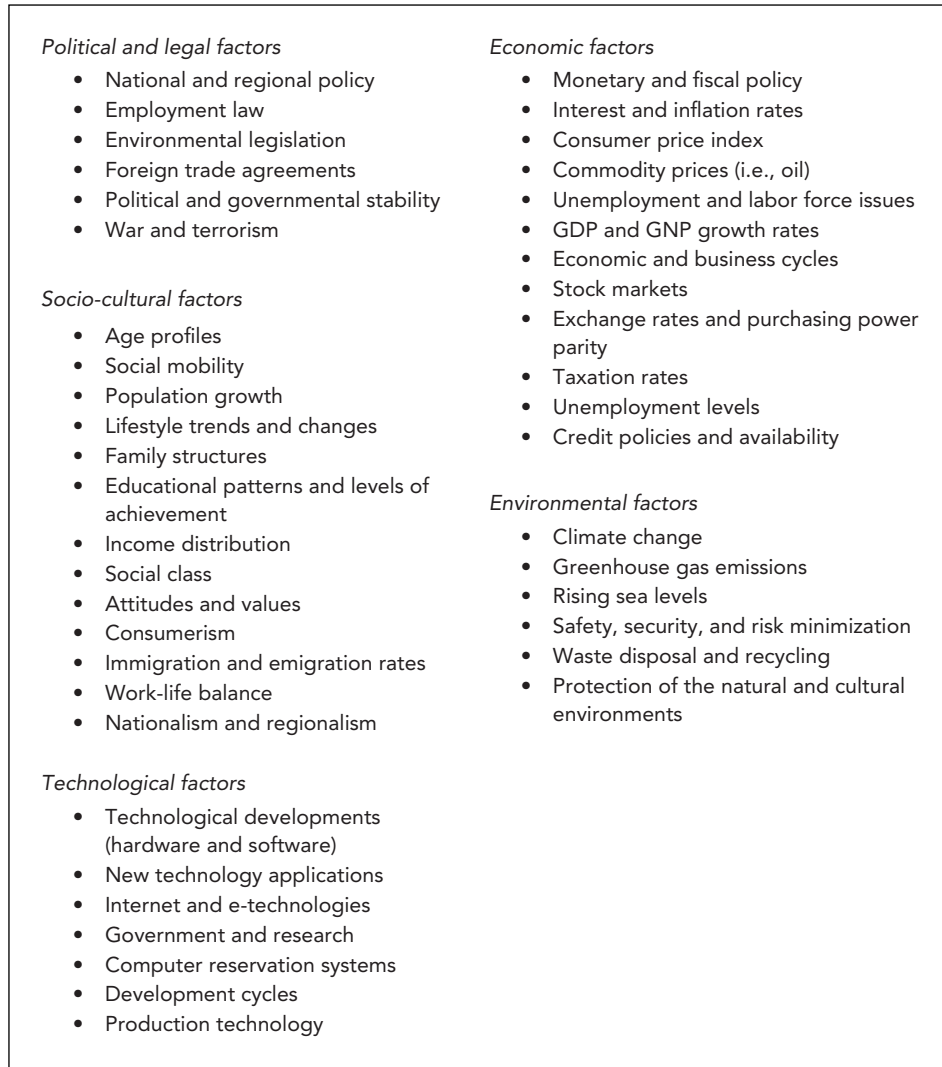 Political and legal factors
• National and regional policy
• Employment law
• Environmental legislation
• Foreign trade agreements
• Political and governmental stability
• War and terrorism
Socio-cultural factors
• Age profiles
• Social mobility
• Population growth
• Lifestyle trends and changes
• Family structures
• Educational patterns and levels of
achievement
• Income distribution
• Social class
• Attitudes and values
• Consumerism
• Immigration and emigration rates
• Work-life balance
• Nationalism and regionalism
Technological factors
• Technological developments
(hardware and software)
• New technology applications
• Internet and e-technologies
• Government and research
• Computer reservation systems
• Development cycles
• Production technology
Economic factors
• Monetary and fiscal policy
• Interest and inflation rates
• Consumer price index
• Commodity prices (i.e., oil)
• Unemployment and labor force issues
• GDP and GNP growth rates
• Economic and business cycles
• Stock markets
• Exchange rates and purchasing power
parity
• Taxation rates
• Unemployment levels
• Credit policies and availability
Environmental factors
• Climate change
• Greenhouse gas emissions
• Rising sea levels
• Safety, security, and risk minimization
• Waste disposal and recycling
• Protection of the natural and cultural
environments